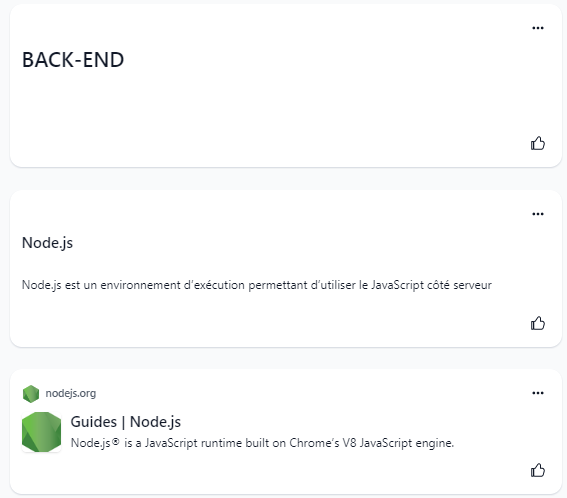 BACK-END
Node.js
Node.js est un environnement d'exécution permettant d'utiliser le JavaScript côté serveur
nodejs.org
Guides | Node.js
Node.js® is a JavaScript runtime built on Chrome's V8 JavaScript engine.